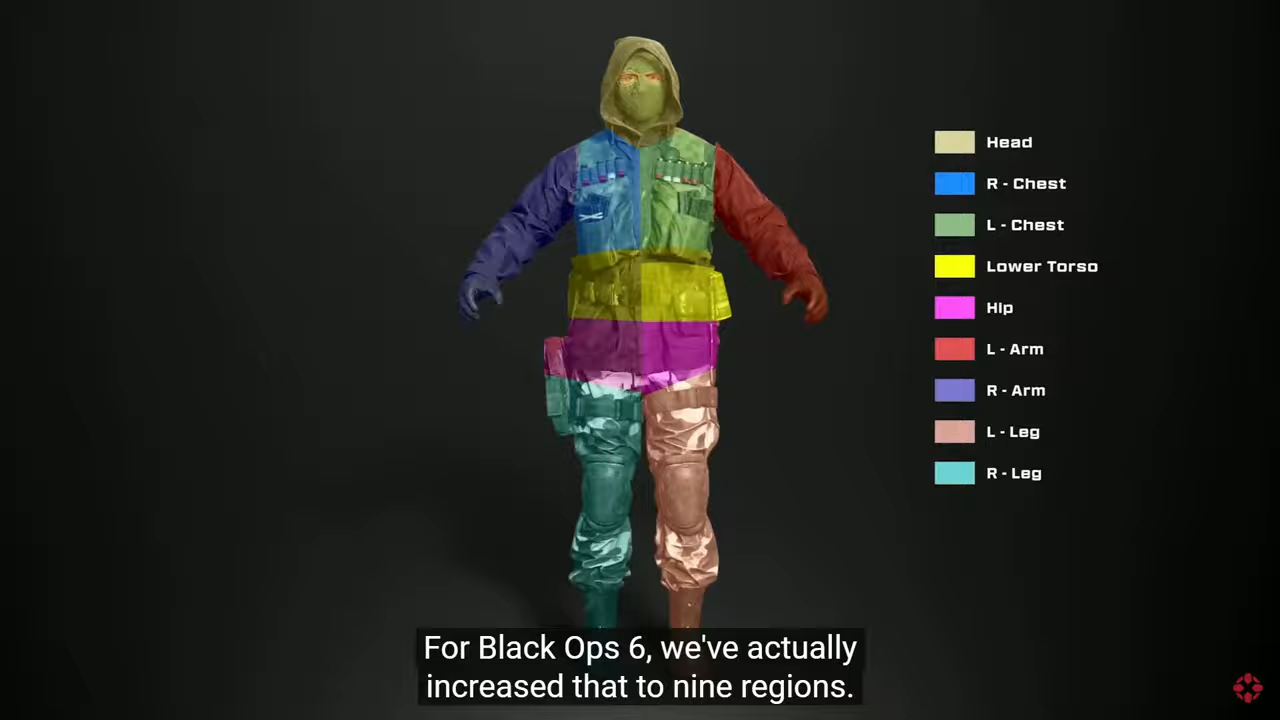 Head
R - Chest
L - Chest
Lower Torso
Hip
L - Arm
R - Arm
L - Leg
R - Leg
For Black Ops 6, we've actually
increased that to nine regions.